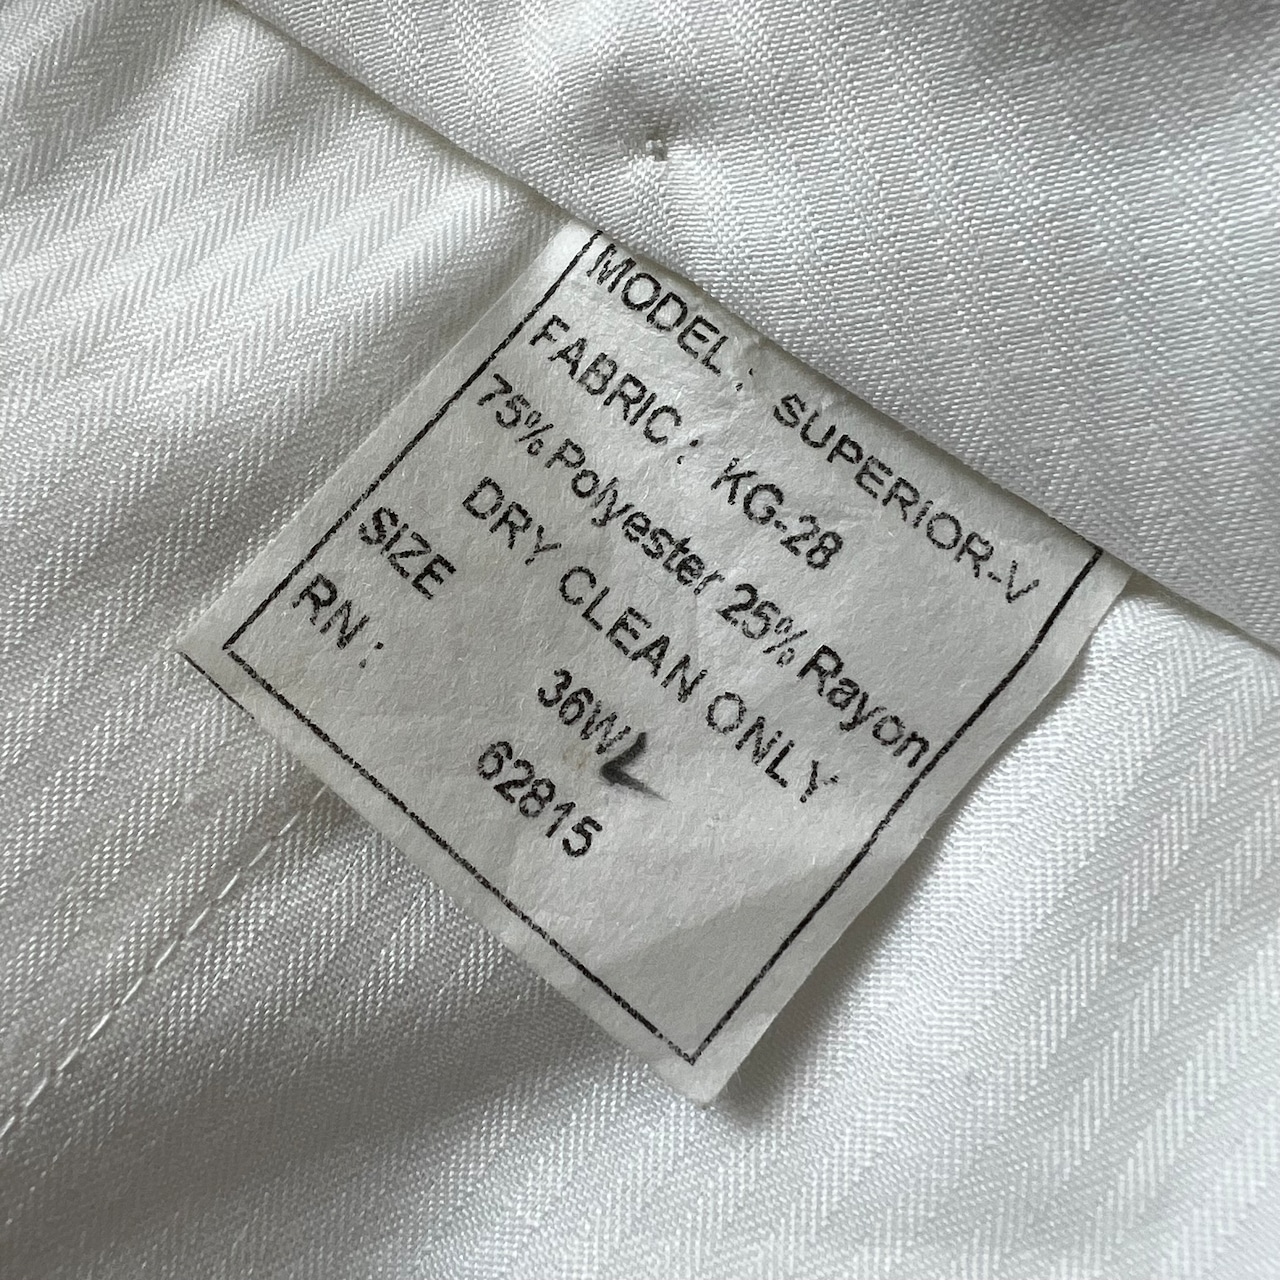 MODEL : SUPERIOR-V
FABRIC : KG-28
75% Polyester 25% Rayon
DRY CLEAN ONLY
SIZE 36WL
RN : 62815